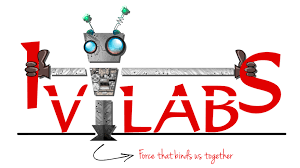 IVLABS
Force that binds us together